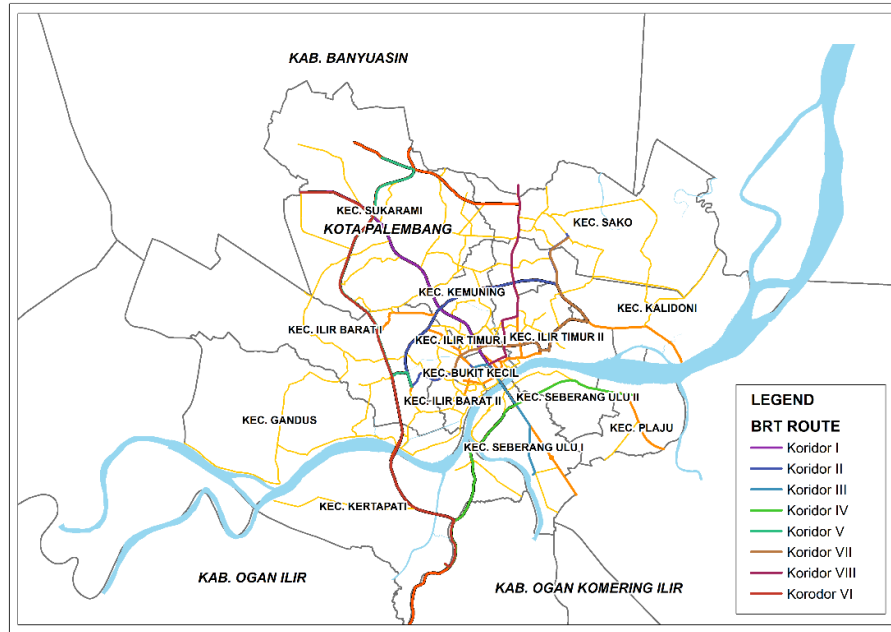 KAB. BANYUASIN
KEC. SUKARAMI
KOTA PALEMBANG
KEC. SAKO
KEC. KEMUNING
KEC. KALIDONI
KEC. ILIR BARAT I
KEC. ILIR TIMUR I
KEC. ILIR TIMUR II
KEC. BUKIT KECIL
KEC. ILIR BARAT II
KEC. SEBERANG ULU II
KEC. GANDUS
KEC. PLAJU
KEC. SEBERANG ULU I
KEC. KERTAPATI
KAB. OGAN ILIR
KAB. OGAN KOMERING ILIR
LEGEND
BRT ROUTE
Koridor I
Koridor II
Koridor III
Koridor IV
Koridor V
Koridor VII
Koridor VIII
Korodor VI